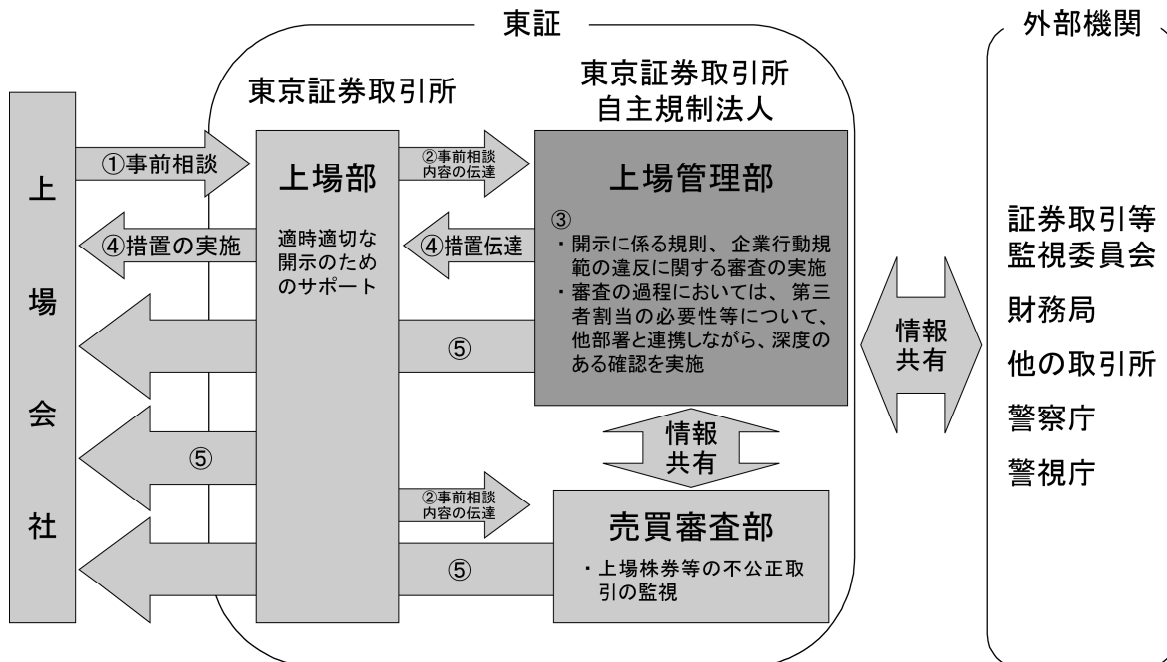 東証
外部機関
東京証券取引所
東京証券取引所
自主規制法人
上場会社
①事前相談
上場部
適時適切な
開示のため
のサポート
②事前相談
内容の伝達
上場管理部
③
・開示に係る規則、企業行動規
範の違反に関する審査の実施
・審査の過程においては、第三
者割当の必要性等について、
他部署と連携しながら、深度の
ある確認を実施
④措置の実施
④措置伝達
⑤
⑤
情報
共有
②事前相談
内容の伝達
売買審査部
・上場株券等の不公正取
引の監視
⑤
情報
共有
証券取引等
監視委員会
財務局
他の取引所
警察庁
警視庁